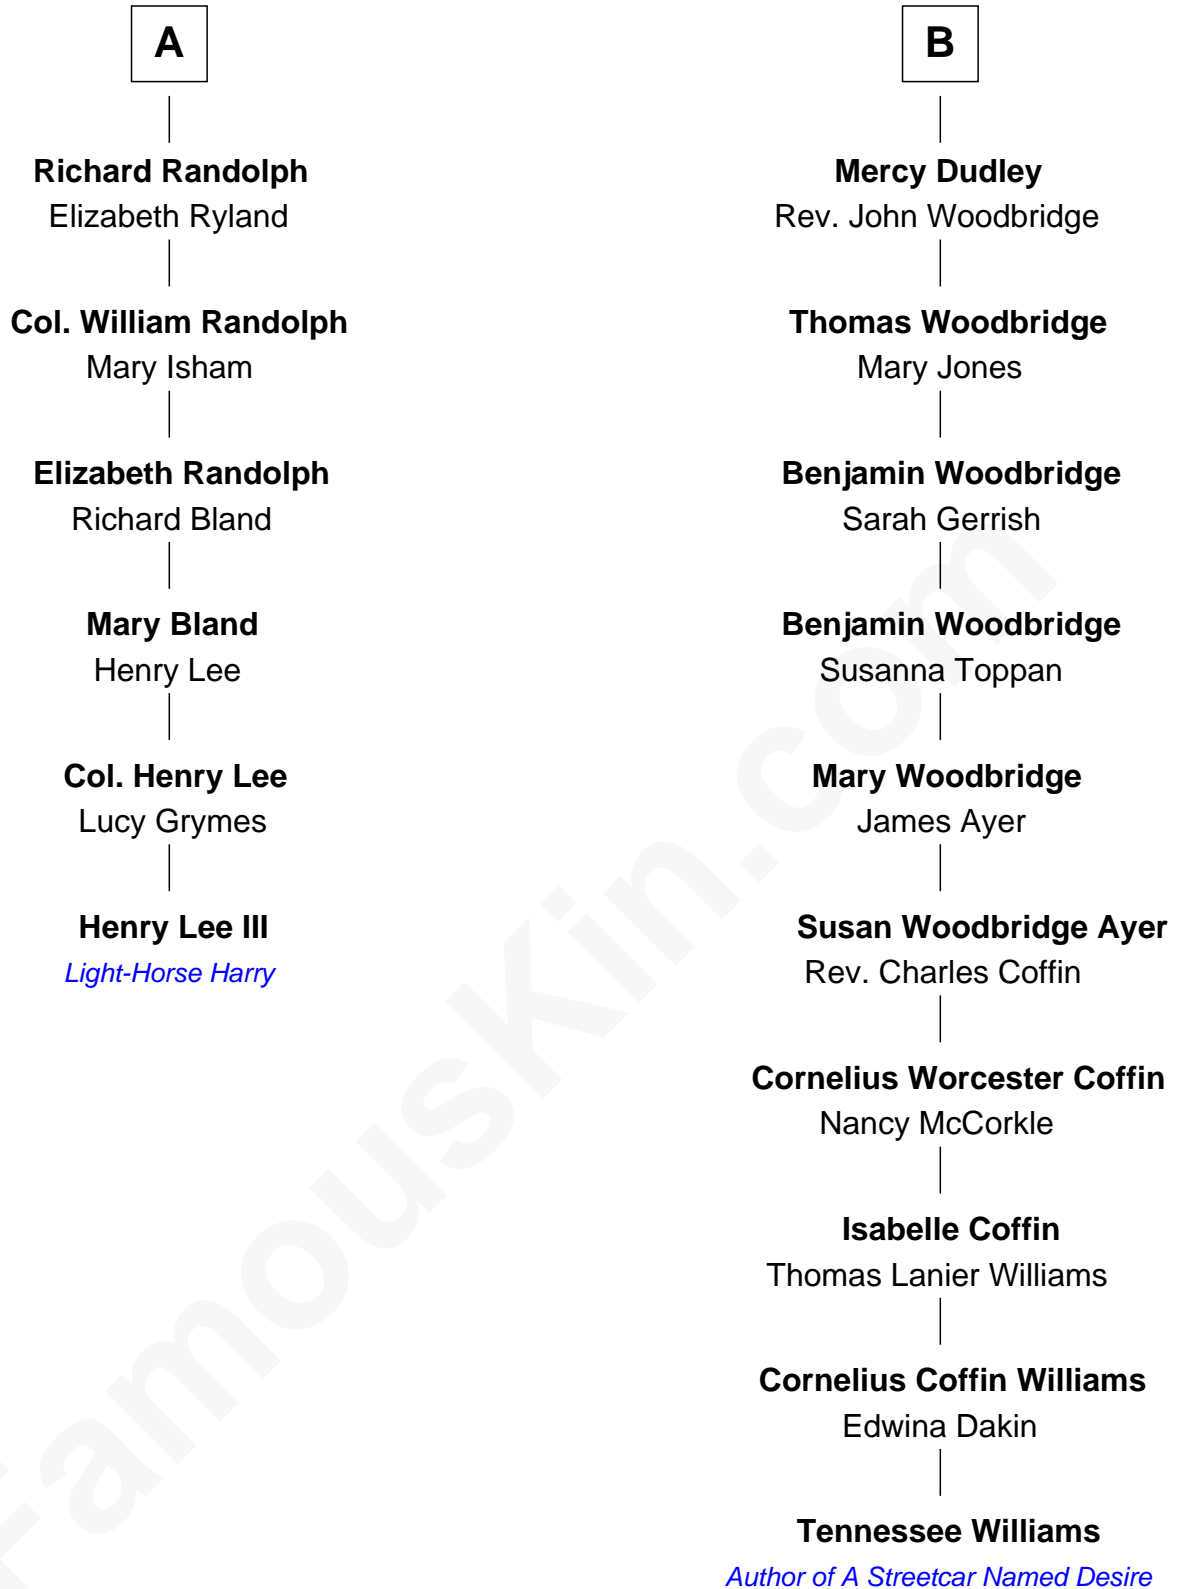 A
Richard Randolph
Elizabeth Ryland
Col. William Randolph
Mary Isham
Elizabeth Randolph
Richard Bland
Mary Bland
Henry Lee
Col. Henry Lee
Lucy Grymes
Henry Lee III
Light-Horse Harry
B
Mercy Dudley
Rev. John Woodbridge
Thomas Woodbridge
Mary Jones
Benjamin Woodbridge
Sarah Gerrish
Benjamin Woodbridge
Susanna Toppan
Mary Woodbridge
James Ayer
Susan Woodbridge Ayer
Rev. Charles Coffin
Cornelius Worcester Coffin
Nancy McCorkle
Isabelle Coffin
Thomas Lanier Williams
Cornelius Coffin Williams
Edwina Dakin
Tennessee Williams
Author of A Streetcar Named Desire
FamousKin.com